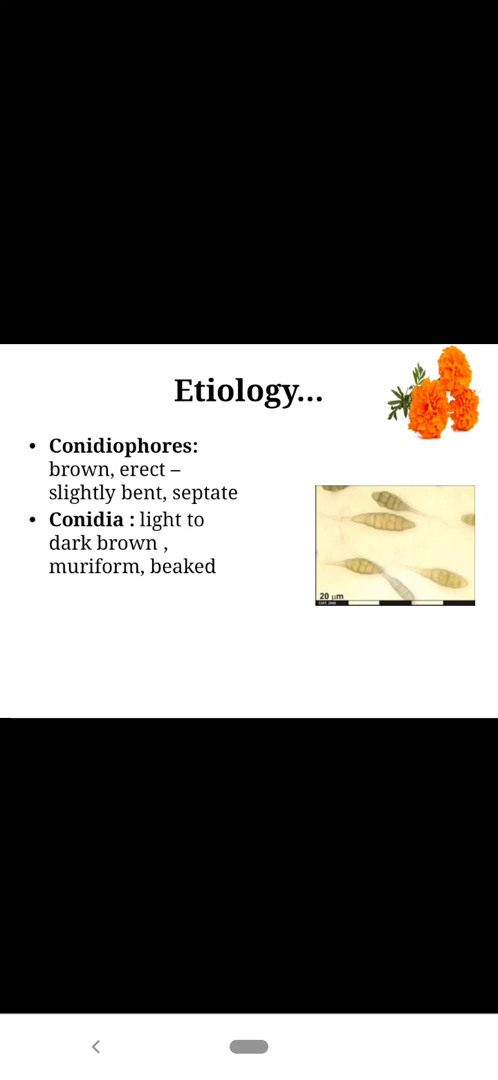 Etiology...
• Conidiophores:
brown, erect –
slightly bent, septate
• Conidia : light to
dark brown ,
muriform, beaked
20 µm